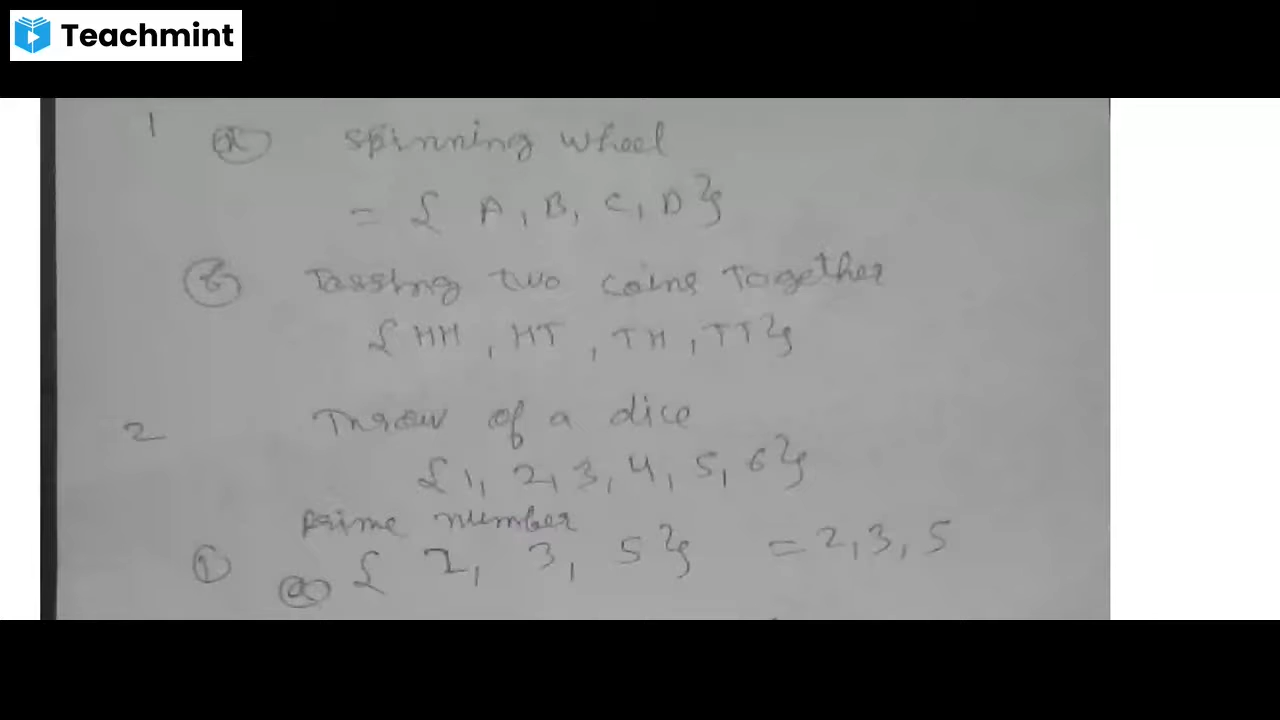 Teachmint
1 (a) spinning wheel
= { A, B, C, D }
(b) Tassing two coins together
{ HH, HT, TH, TT }
2 Throw of a dice
{ 1, 2, 3, 4, 5, 6 }
prime number
(i) (a) { 2, 3, 5 } = 2, 3, 5